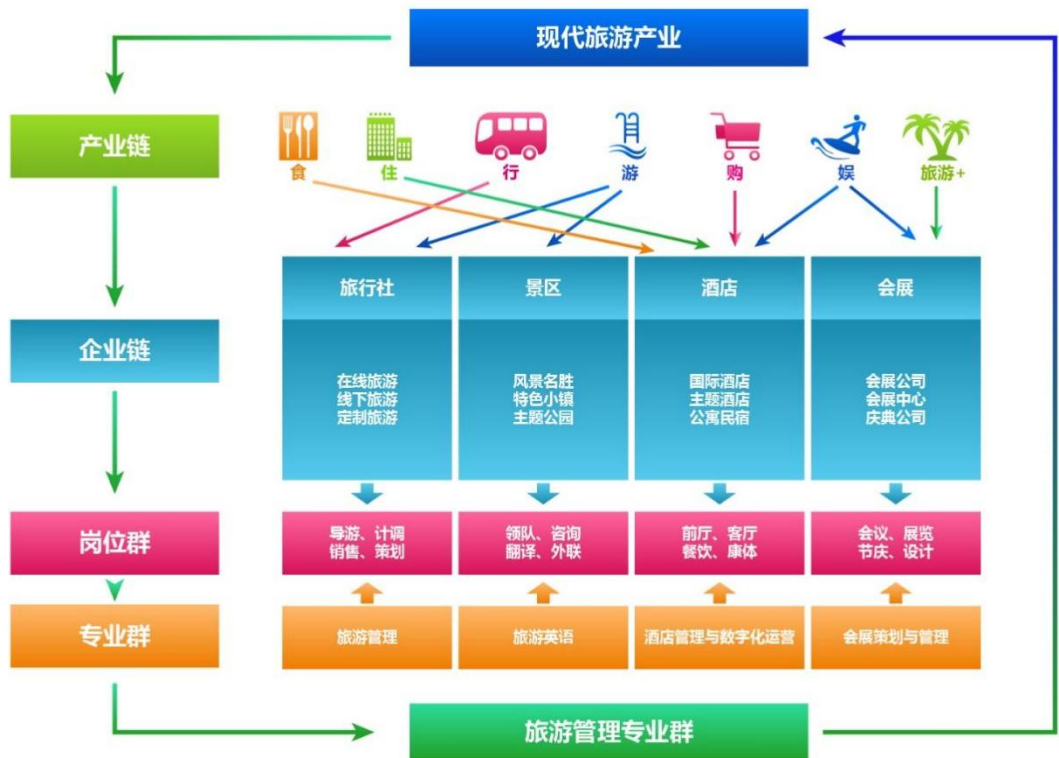 现代旅游产业
产业链
食
住
行
游
购
娱
旅游+
企业链
旅行社
景区
酒店
会展
在线旅游
线下旅游
定制旅游
风景名胜
特色小镇
主题公园
国际酒店
主题酒店
公寓民宿
会展公司
会展中心
庆典公司
岗位群
导游、计调
销售、策划
领队、咨询
翻译、外联
前厅、客厅
餐饮、康体
会议、展览
节庆、设计
专业群
旅游管理
旅游英语
酒店管理与数字化运营
会展策划与管理
旅游管理专业群